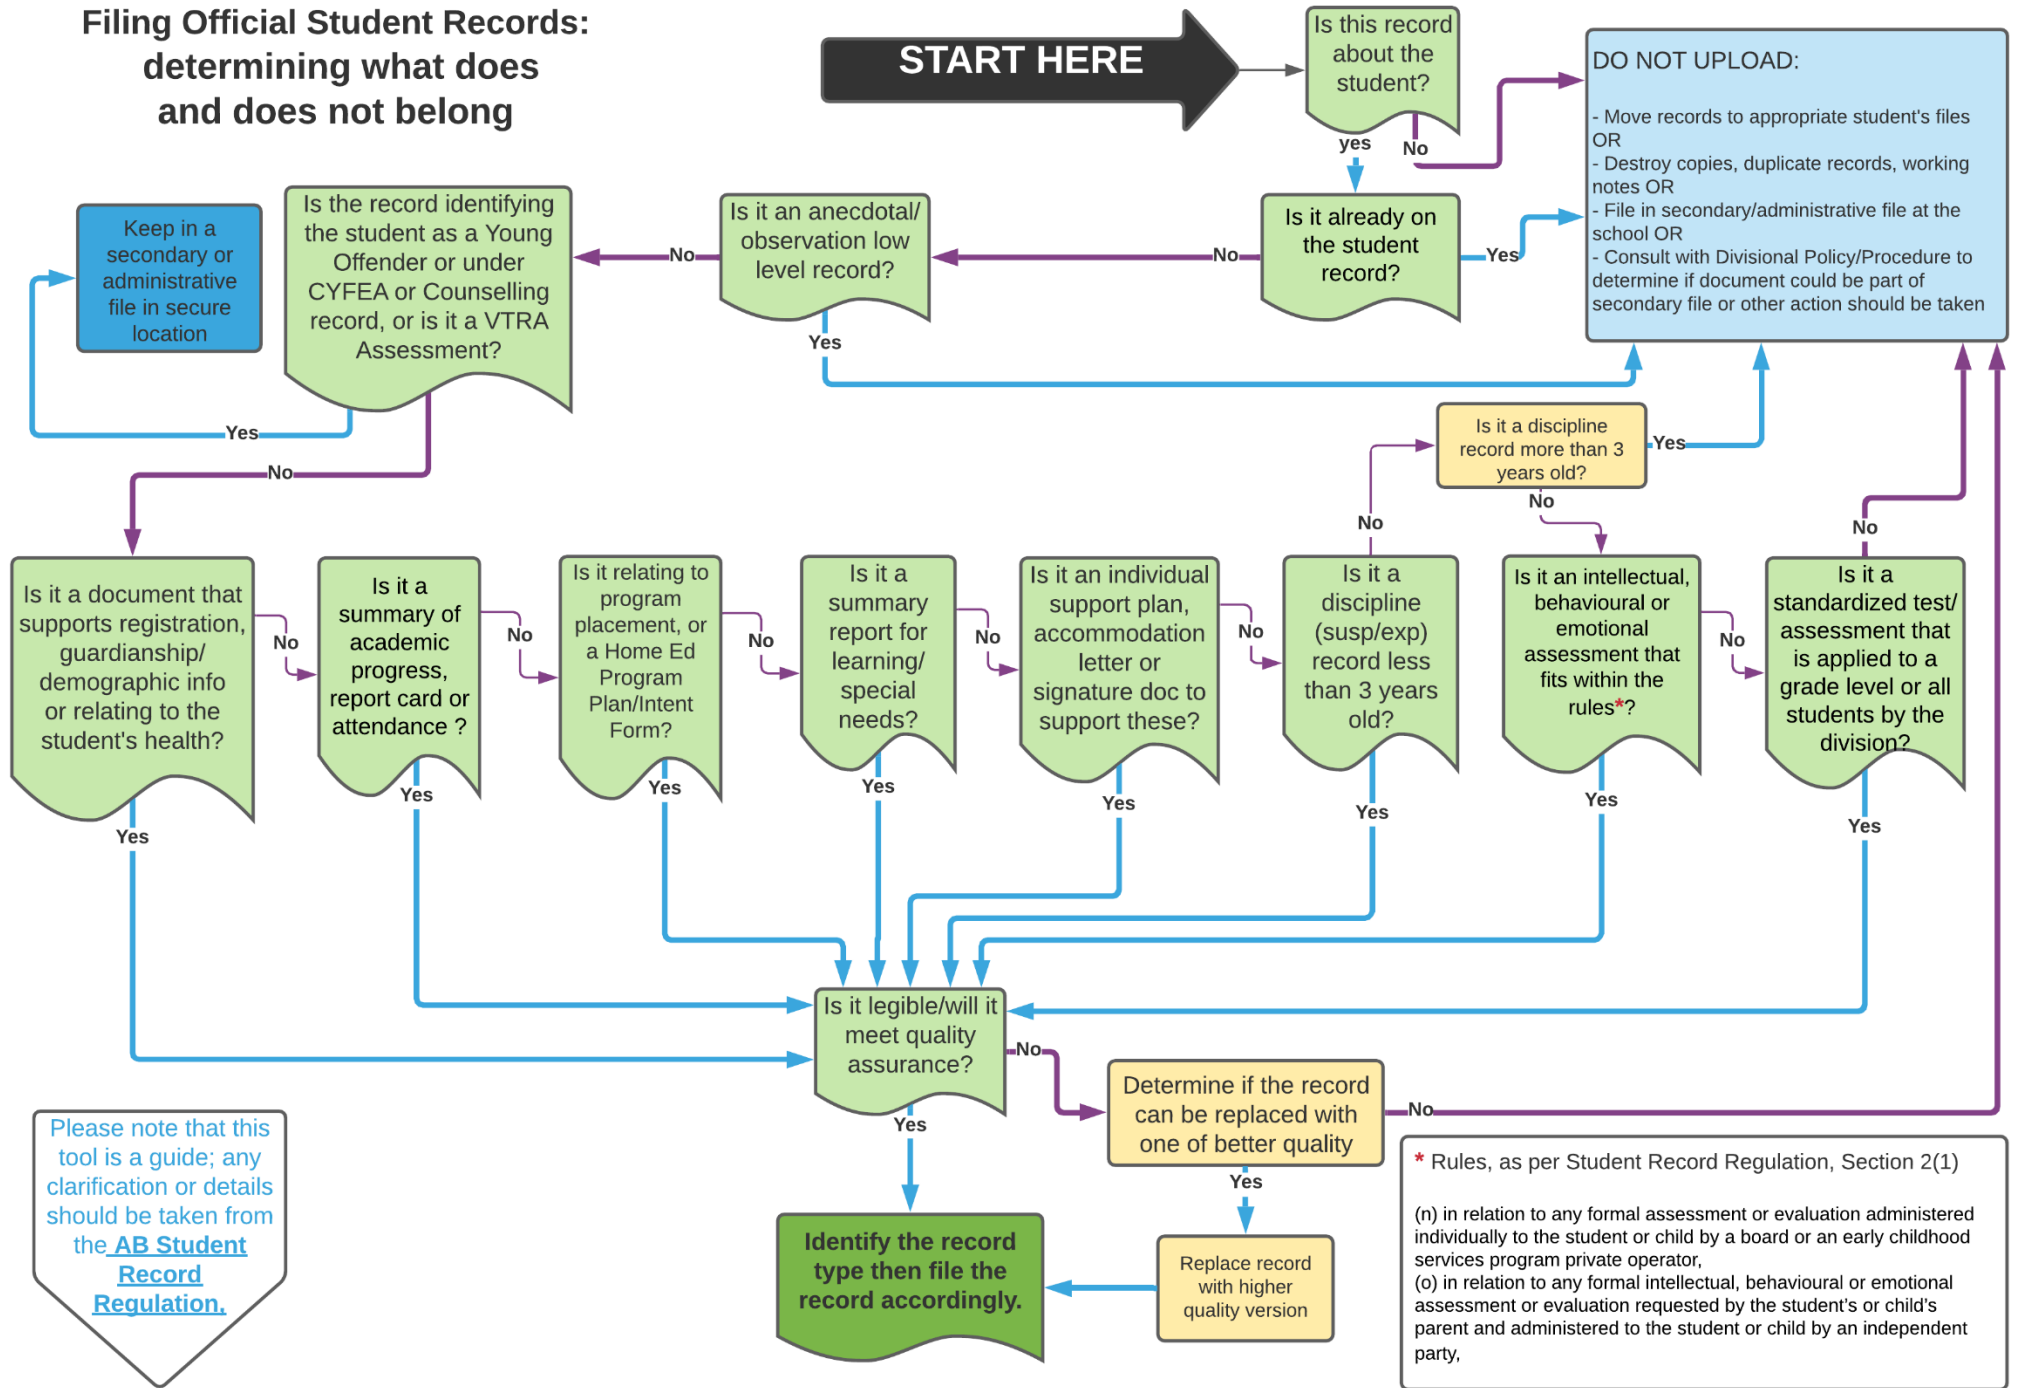 Filing Official Student Records:
determining what does
and does not belong
START HERE
Is this record
about the
student?
yes
No
DO NOT UPLOAD:
- Move records to appropriate student's files
OR
- Destroy copies, duplicate records, working
notes OR
- File in secondary/administrative file at the
school OR
- Consult with Divisional Policy/Procedure to
determine if document could be part of
secondary file or other action should be taken
Is it already on
the student
record?
Yes
No
Is it an anecdotal/
observation low
level record?
No
Yes
Is the record identifying
the student as a Young
Offender or under
CYFEA or Counselling
record, or is it a VTRA
Assessment?
Yes
No
Keep in a
secondary or
administrative
file in secure
location
Is it a discipline
record more than 3
years old?
Yes
No
Is it a document that
supports registration,
guardianship/
demographic info
or relating to the
student's health?
No
Yes
Is it a
summary of
academic
progress,
report card or
attendance ?
No
Yes
Is it relating to
program
placement, or
a Home Ed
Program
Plan/Intent
Form?
No
Yes
Is it a
summary
report for
learning/
special
needs?
No
Yes
Is it an individual
support plan,
accommodation
letter or
signature doc to
support these?
No
Yes
Is it a
discipline
(susp/exp)
record less
than 3 years
old?
No
Yes
Is it an intellectual,
behavioural or
emotional
assessment that
fits within the
rules*?
No
Yes
Is it a
standardized test/
assessment that
is applied to a
grade level or all
students by the
division?
No
Yes
Is it legible/will it
meet quality
assurance?
No
Yes
Determine if the record
can be replaced with
one of better quality
No
Yes
Replace record
with higher
quality version
Identify the record
type then file the
record accordingly.
Please note that this
tool is a guide; any
clarification or details
should be taken from
the AB Student
Record
Regulation.
* Rules, as per Student Record Regulation, Section 2(1)
(n) in relation to any formal assessment or evaluation administered
individually to the student or child by a board or an early childhood
services program private operator,
(o) in relation to any formal intellectual, behavioural or emotional
assessment or evaluation requested by the student's or child's
parent and administered to the student or child by an independent
party,